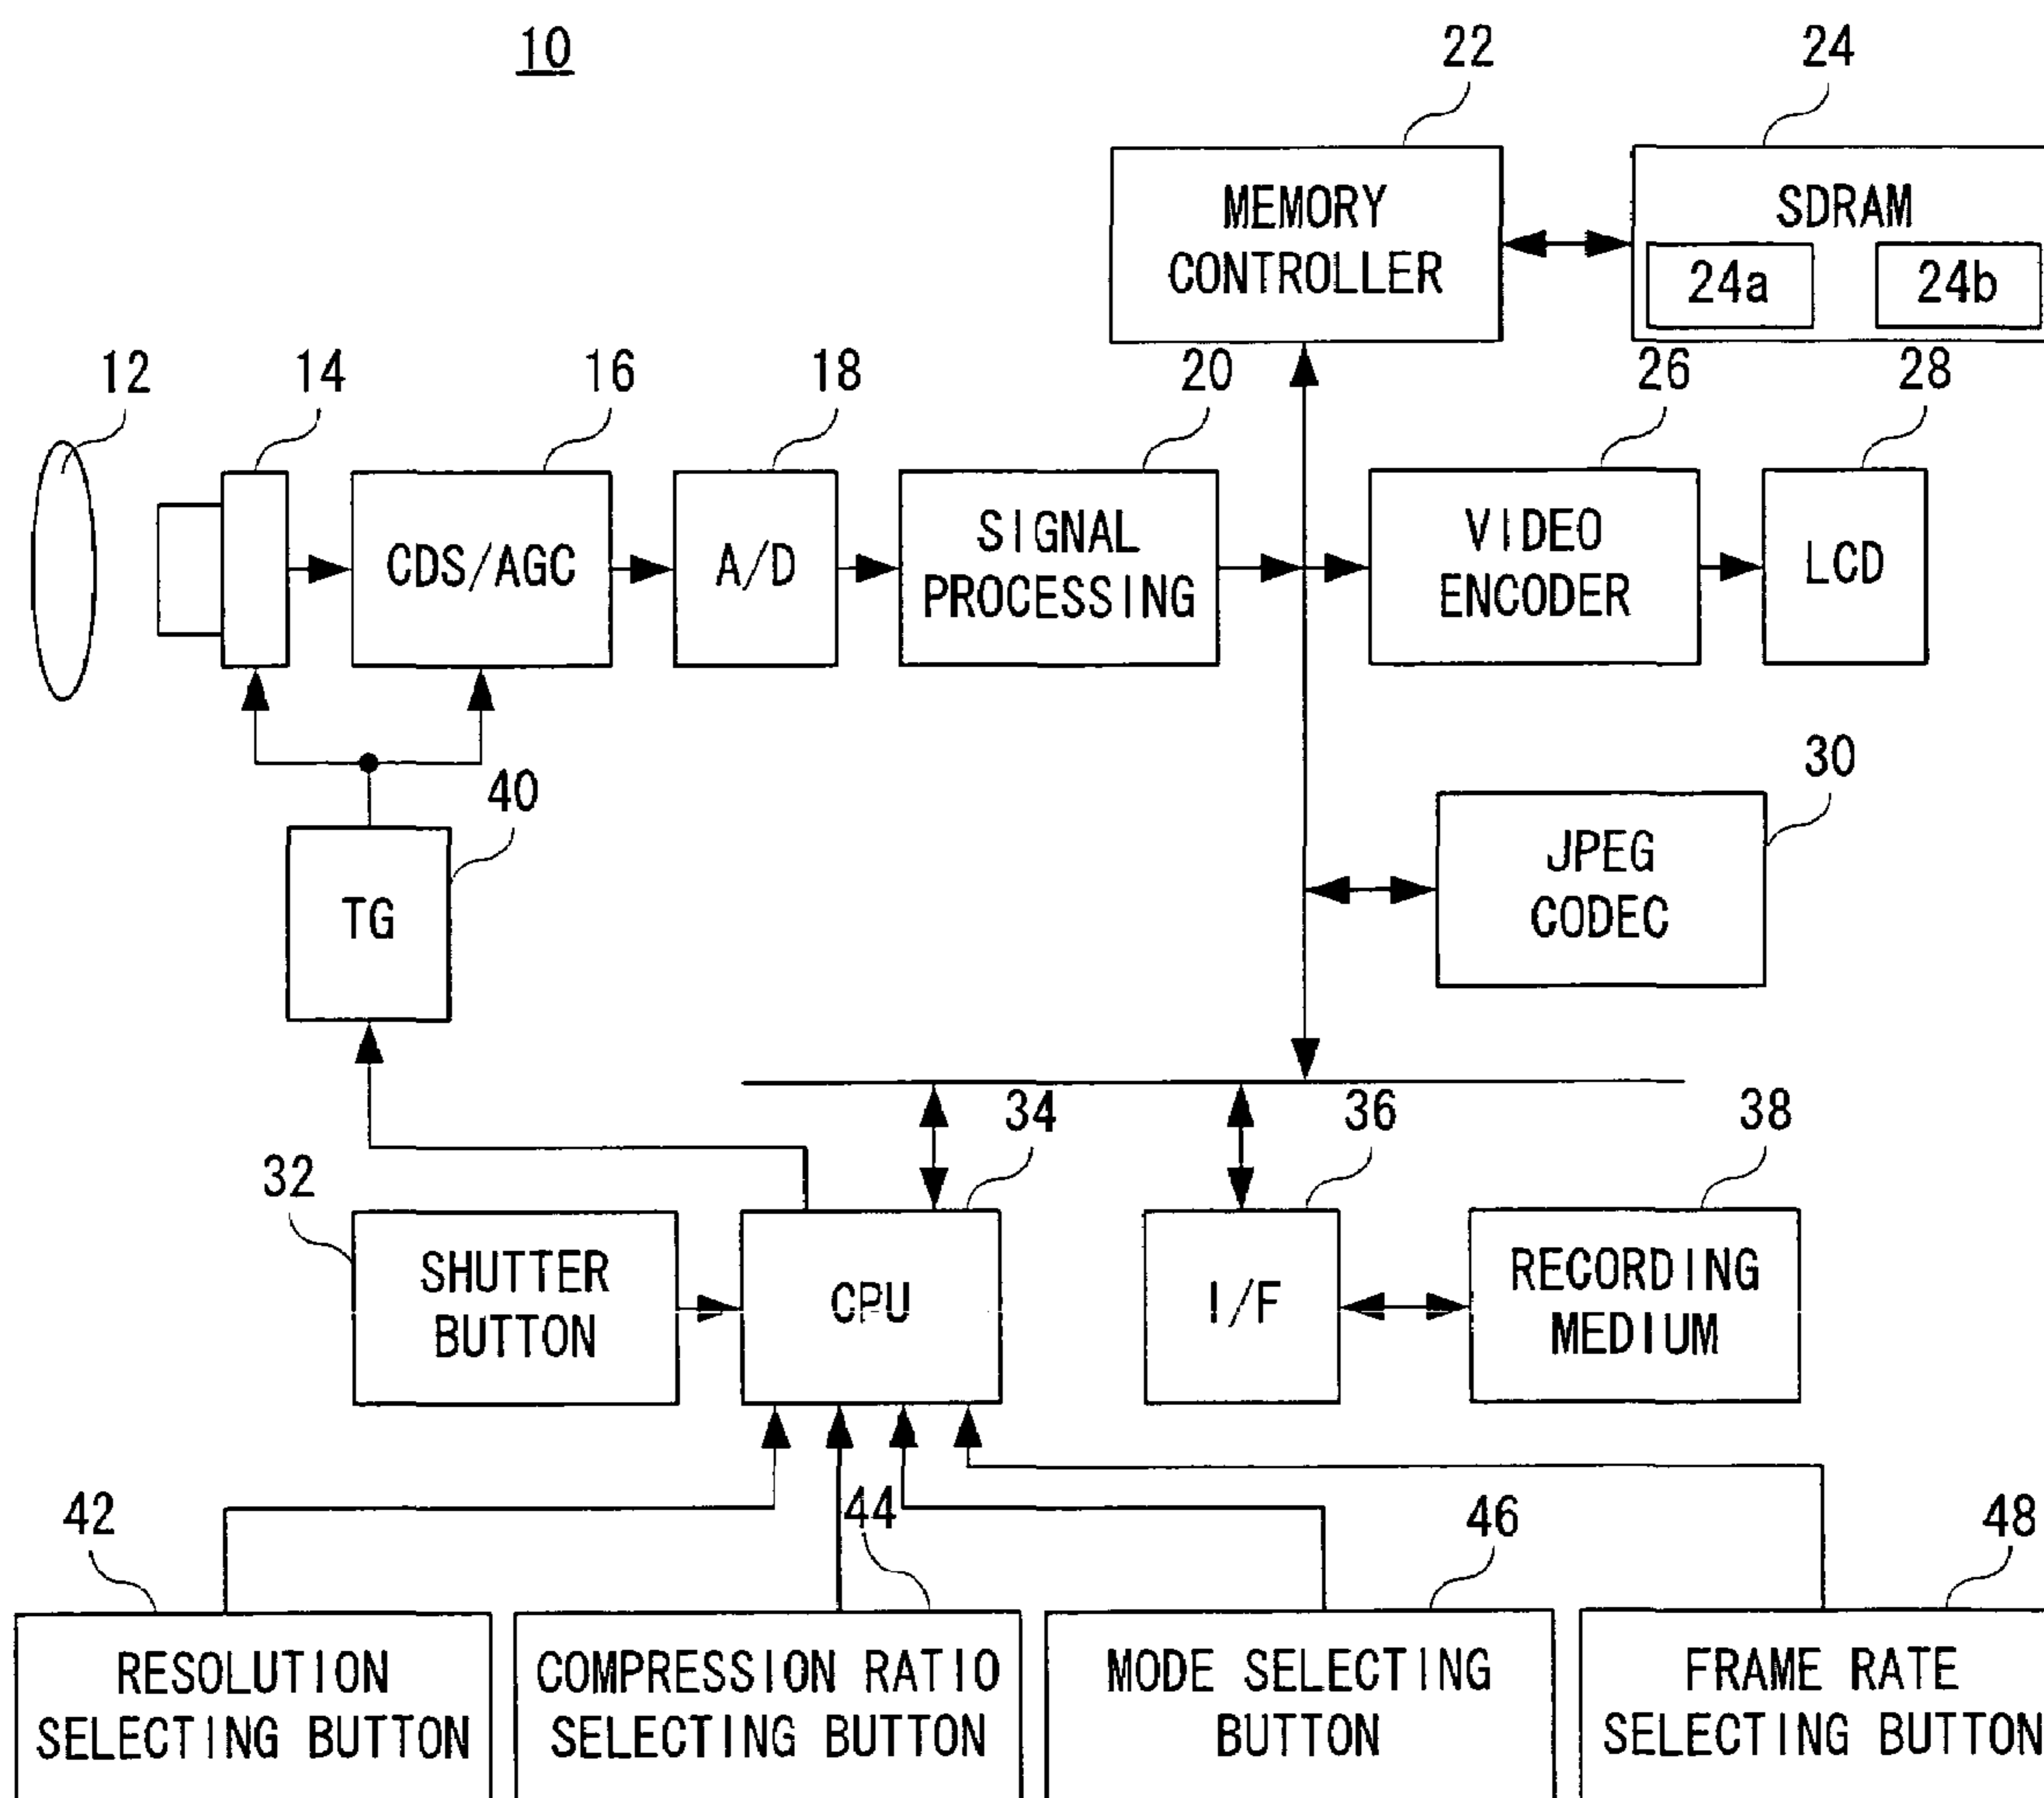 10
22
24
MEMORY
CONTROLLER
SDRAM
24a
24b
12
14
16
18
20
26
28
CDS/AGC
A/D
SIGNAL
PROCESSING
VIDEO
ENCODER
LCD
40
TG
30
JPEG
CODEC
32
34
36
38
SHUTTER
BUTTON
CPU
I/F
RECORDING
MEDIUM
42
44
46
48
RESOLUTION
SELECTING BUTTON
COMPRESSION RATIO
SELECTING BUTTON
MODE SELECTING
BUTTON
FRAME RATE
SELECTING BUTTON